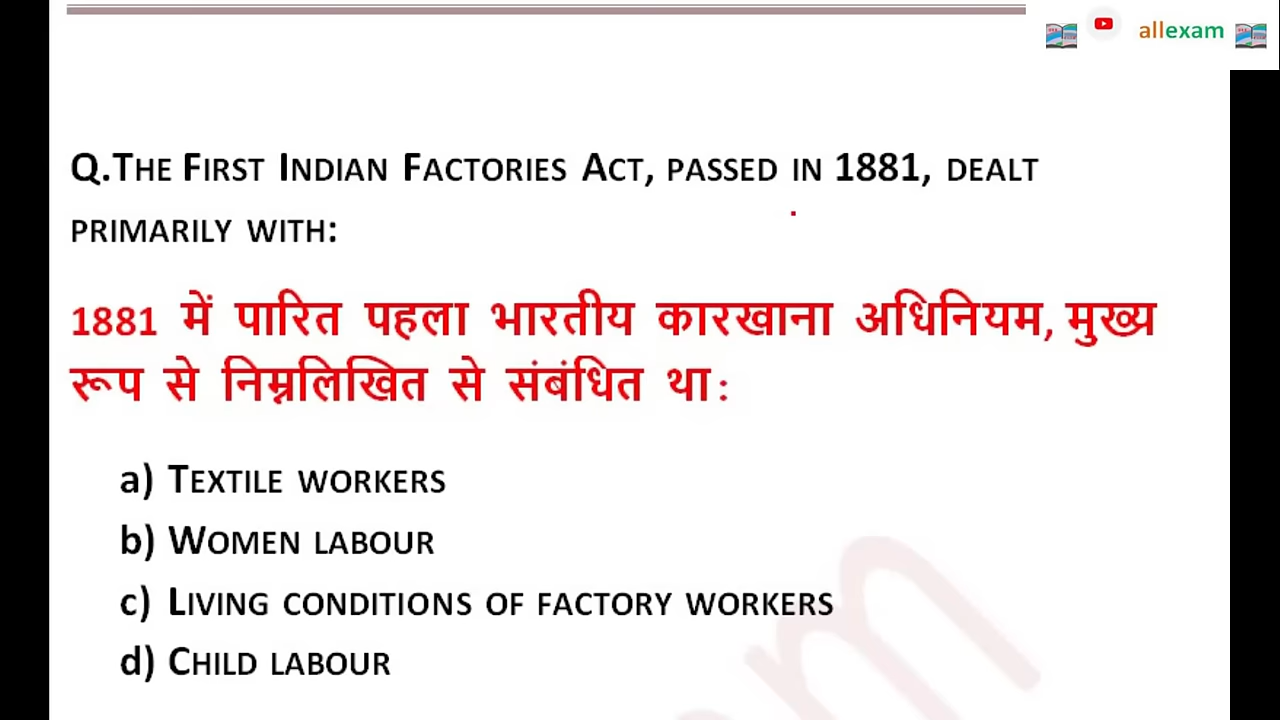 allexam
Q.THE FIRST INDIAN FACTORIES ACT, PASSED IN 1881, DEALT
PRIMARILY WITH:
1881 में पारित पहला भारतीय कारखाना अधिनियम, मुख्य
रूप से निम्नलिखित से संबंधित था:
a) TEXTILE WORKERS
b) WOMEN LABOUR
c) LIVING CONDITIONS OF FACTORY WORKERS
d) CHILD LABOUR